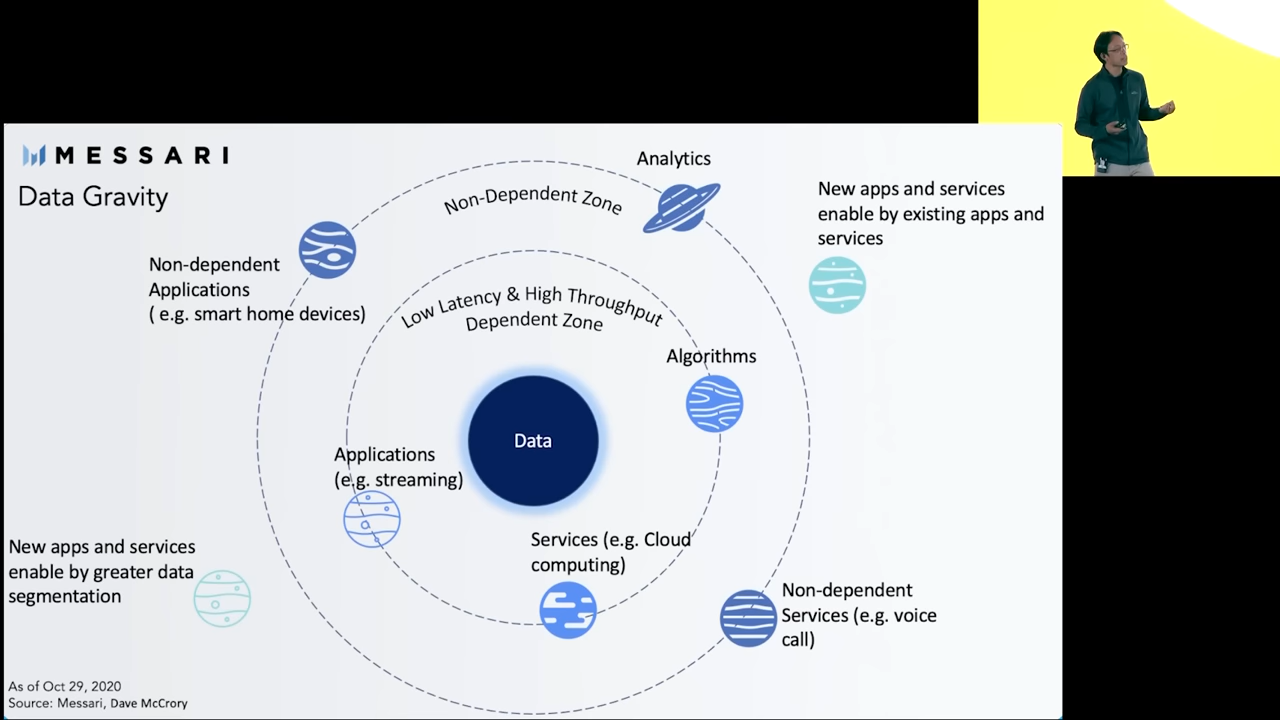 MESSARI
Data Gravity
Analytics
Non-Dependent Zone
New apps and services
enable by existing apps and
services
Non-dependent
Applications
( e.g. smart home devices)
Low Latency & High Throughput
Dependent Zone
Algorithms
Data
Applications
(e.g. streaming)
Services (e.g. Cloud
computing)
New apps and services
enable by greater data
segmentation
Non-dependent
Services (e.g. voice
call)
As of Oct 29, 2020
Source: Messari, Dave McCrory